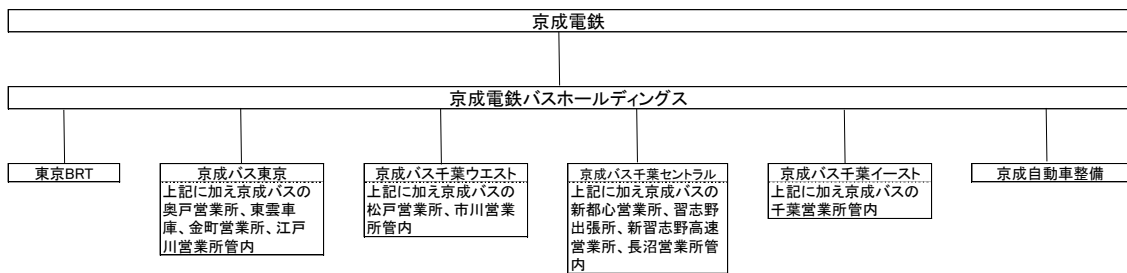 京成電鉄
京成電鉄バスホールディングス
東京BRT
京成バス東京
上記に加え京成バスの
奥戸営業所、東雲車
庫、金町営業所、江戸
川営業所管内
京成バス千葉ウエスト
上記に加え京成バスの
松戸営業所、市川営業
所管内
京成バス千葉セントラル
上記に加え京成バスの
新都心営業所、習志野
出張所、新習志野高速
営業所、長沼営業所管
内
京成バス千葉イースト
上記に加え京成バスの
千葉営業所管内
京成自動車整備